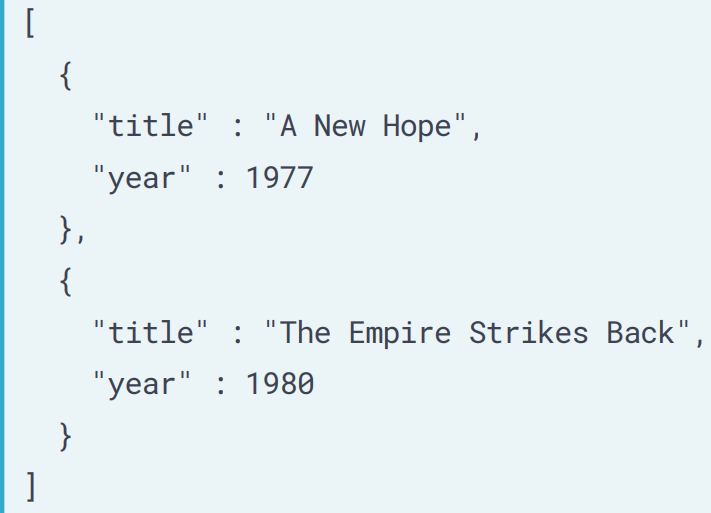 [
  {
    "title" : "A New Hope",
    "year" : 1977
  },
  {
    "title" : "The Empire Strikes Back",
    "year" : 1980
  }
]